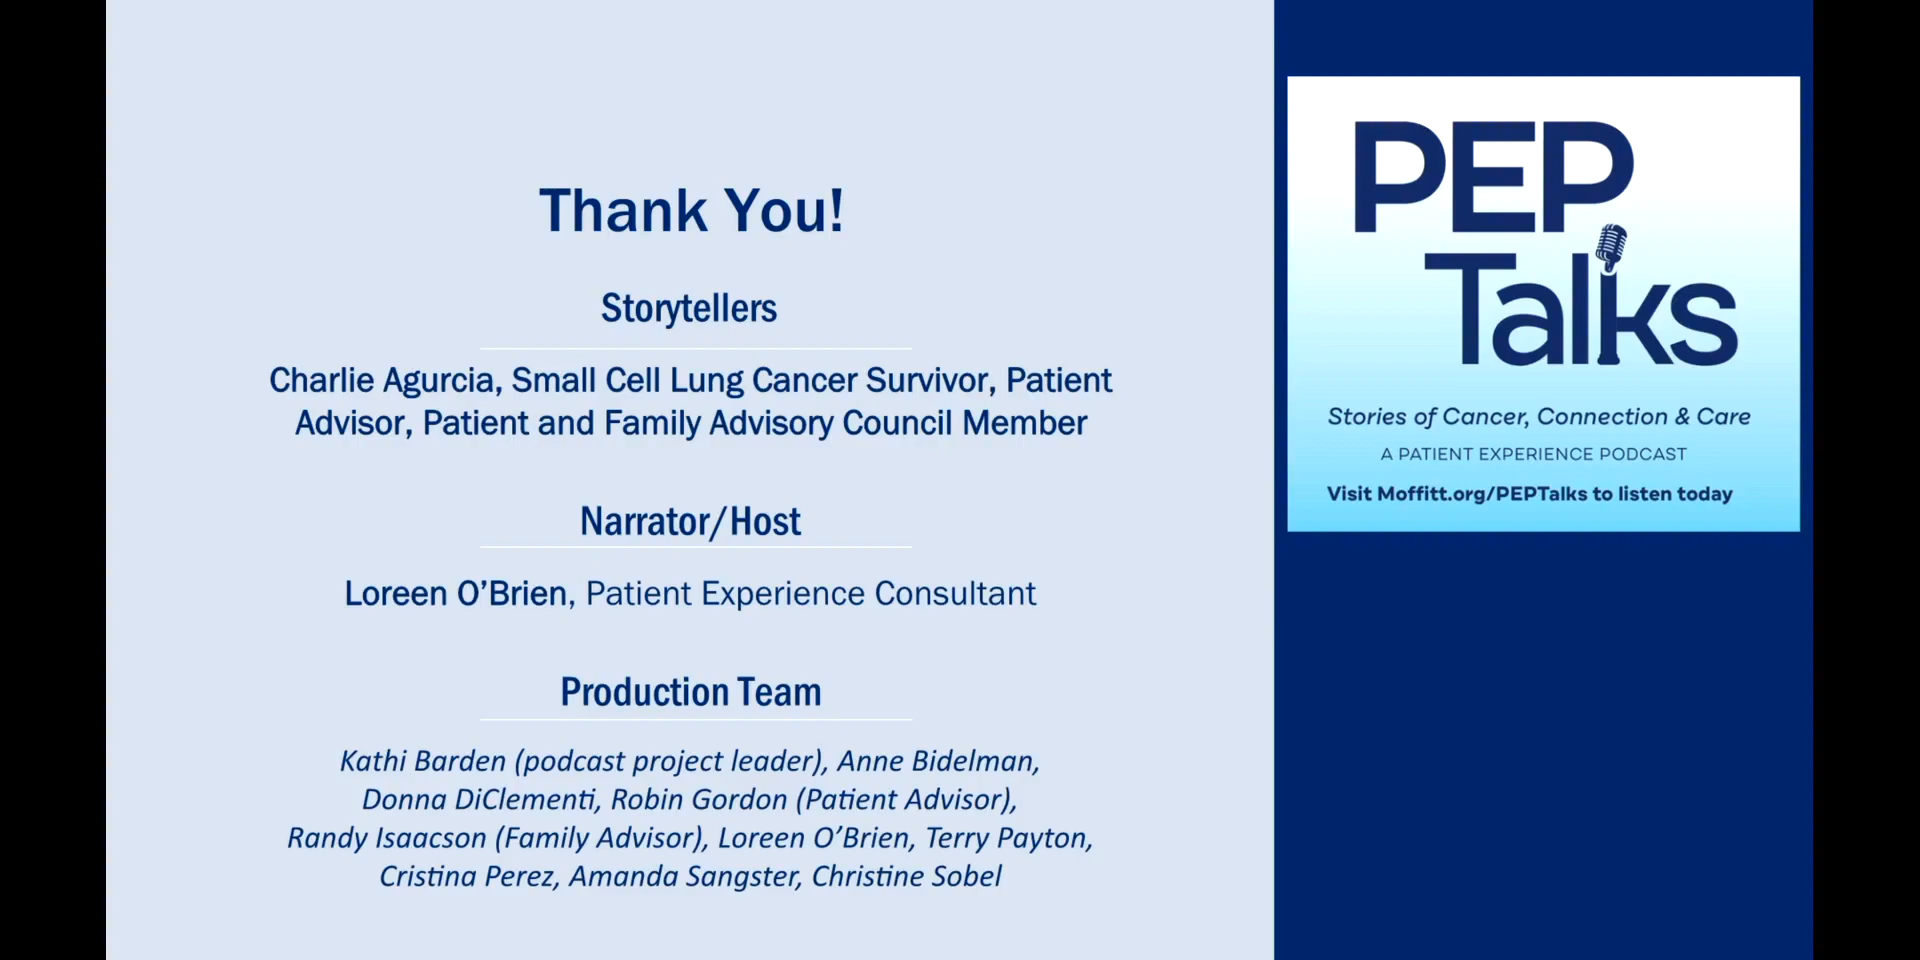 Thank You!
Storytellers
Charlie Agurcia, Small Cell Lung Cancer Survivor, Patient
Advisor, Patient and Family Advisory Council Member
Narrator/Host
Loreen O’Brien, Patient Experience Consultant
Production Team
Kathi Barden (podcast project leader), Anne Bidelman,
Donna DiClementi, Robin Gordon (Patient Advisor),
Randy Isaacson (Family Advisor), Loreen O’Brien, Terry Payton,
Cristina Perez, Amanda Sangster, Christine Sobel
PEP
Talks
Stories of Cancer, Connection & Care
A PATIENT EXPERIENCE PODCAST
Visit Moffitt.org/PEPTalks to listen today